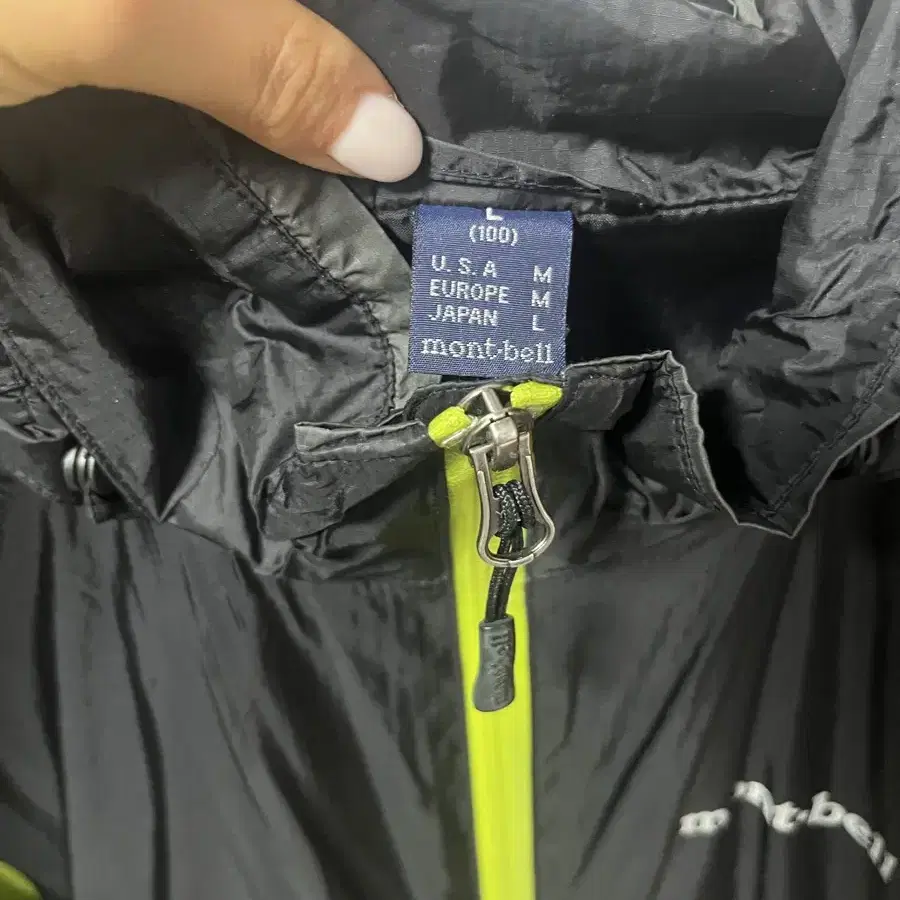 L
(100)
U.S.A M
EUROPE M
JAPAN L
mont-bell
mont-bell